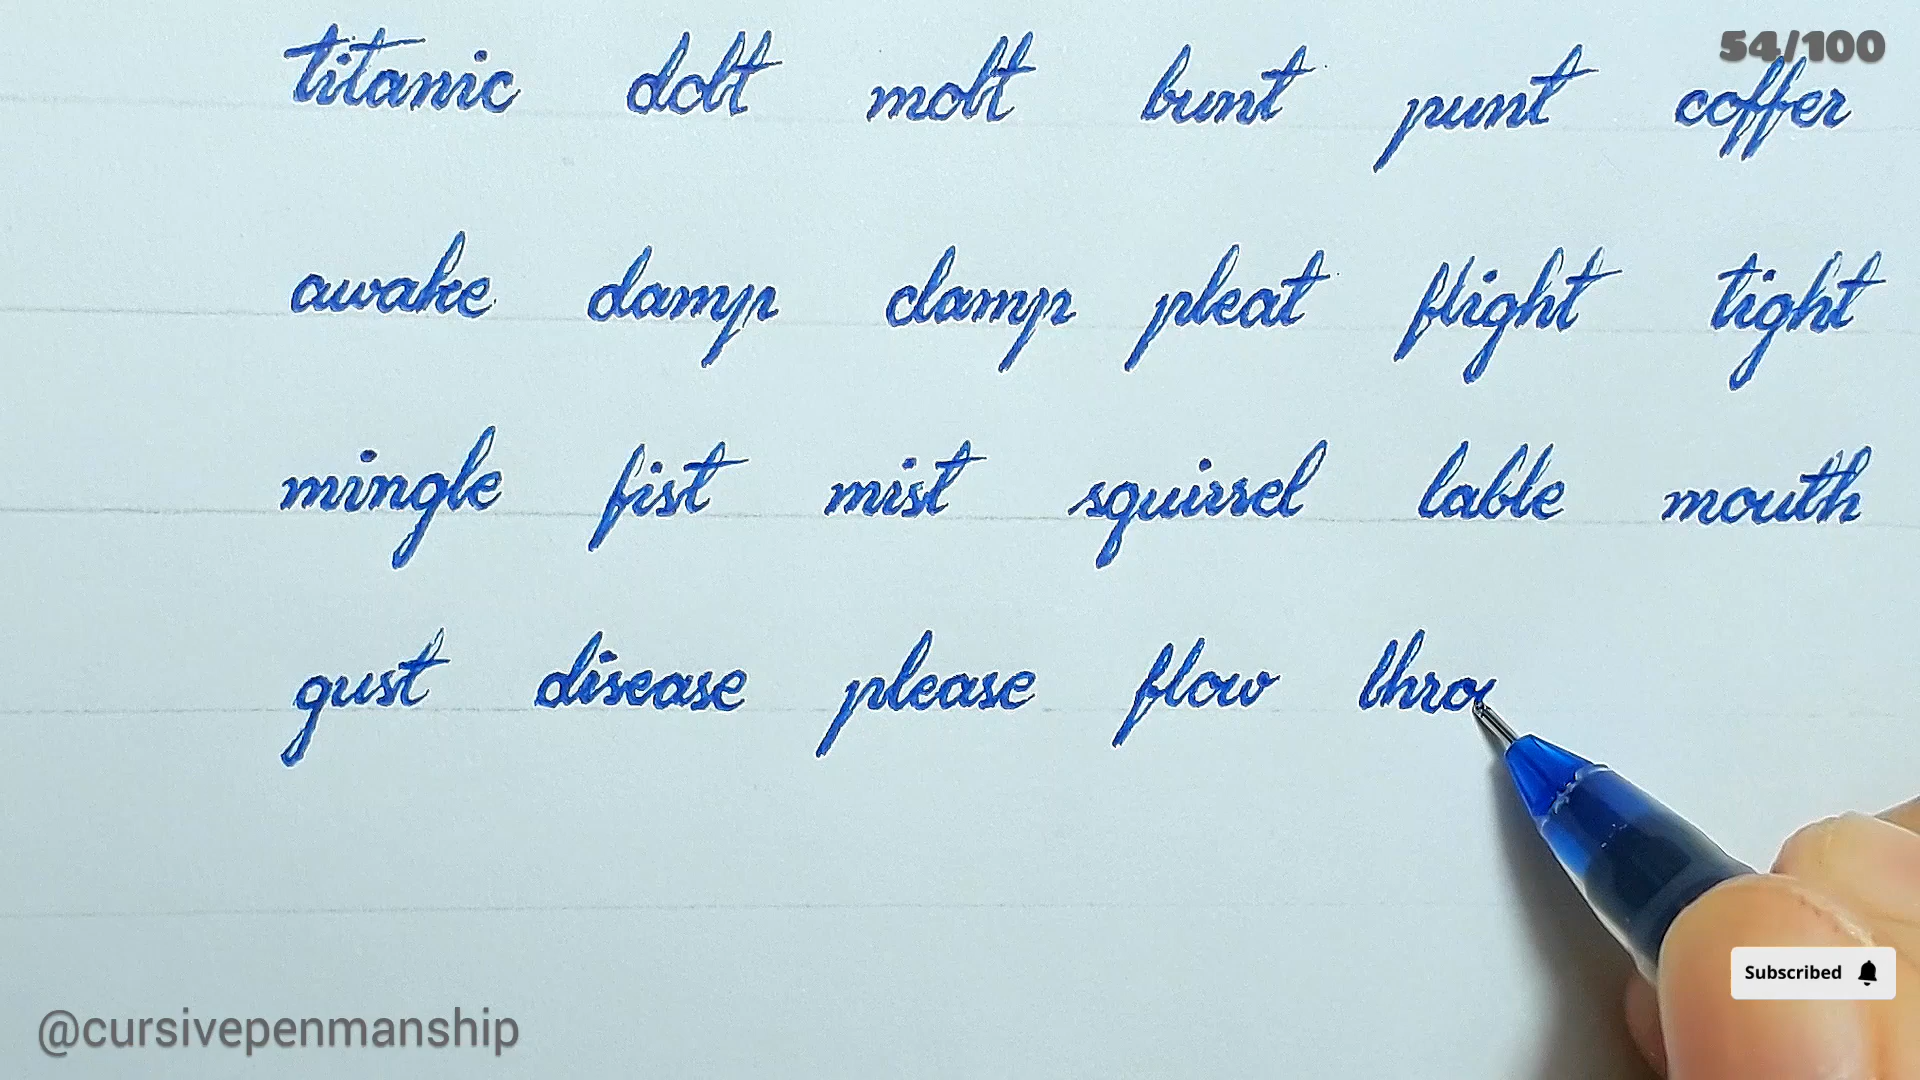 54/100
titanic dolt molt bunt punt coffer
awake damp clamp pleat flight tight
mingle fist mist squirrel lable mouth
gust disease please flow thro
Subscribed
@cursivepenmanship